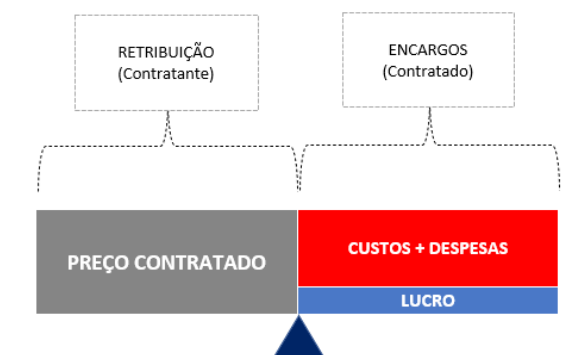 RETRIBUIÇÃO
(Contratante)
ENCARGOS
(Contratado)
PREÇO CONTRATADO
CUSTOS + DESPESAS
LUCRO